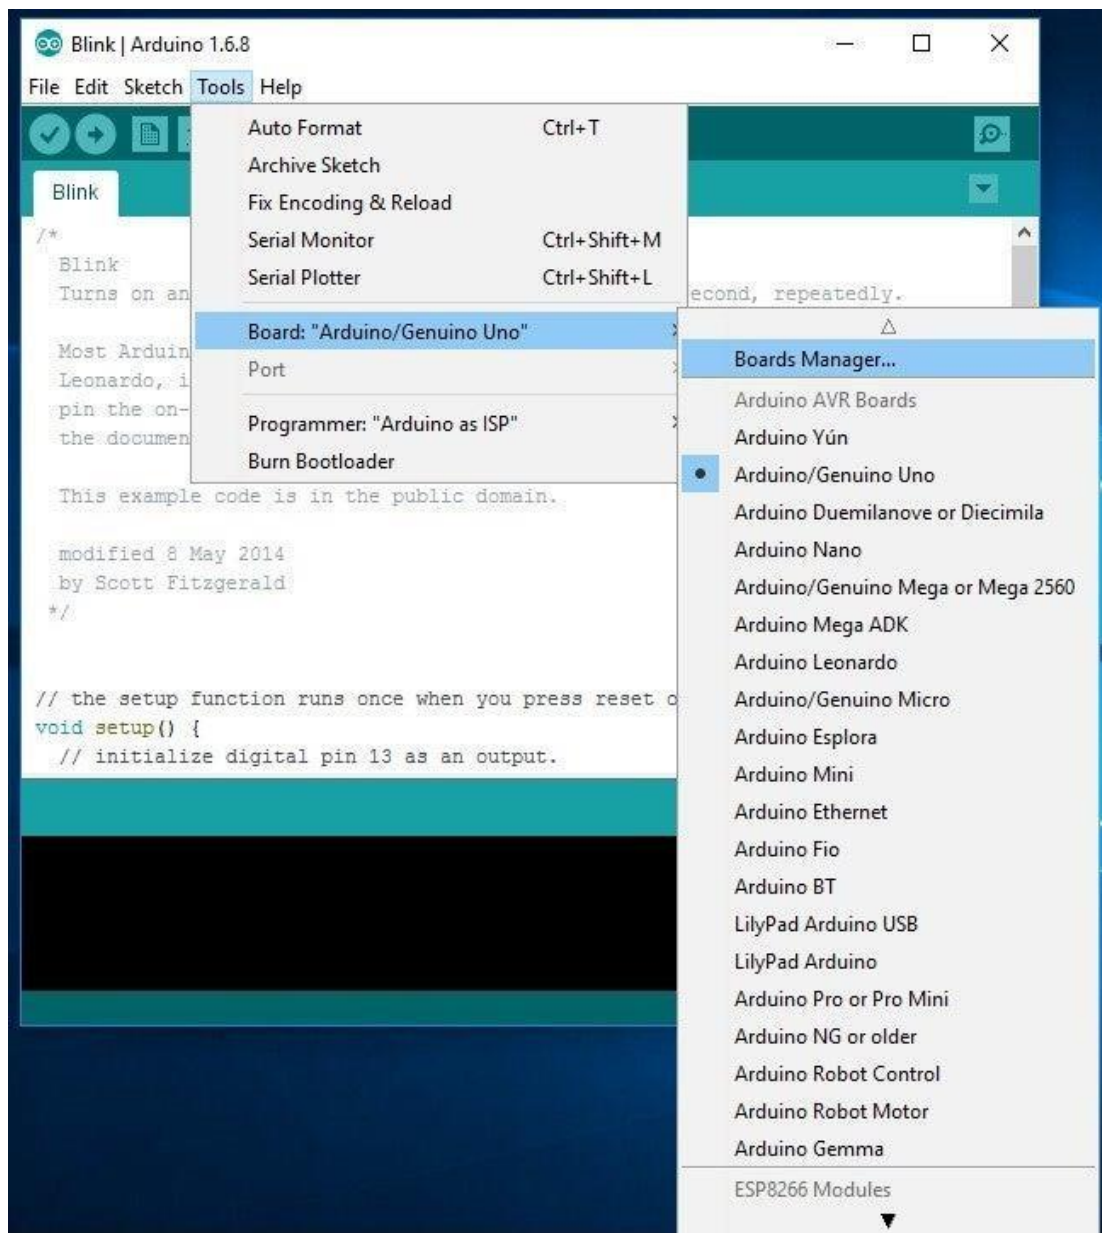 Blink | Arduino 1.6.8
File Edit Sketch Tools Help
Auto Format Ctrl+T
Archive Sketch
Fix Encoding & Reload
Serial Monitor Ctrl+Shift+M
Serial Plotter Ctrl+Shift+L
Board: "Arduino/Genuino Uno"
Port
Programmer: "Arduino as ISP"
Burn Bootloader
Blink
/*
Blink
Turns on an econd, repeatedly.
Most Arduin
Leonardo, i
pin the on-
the documen
This example code is in the public domain.
modified 8 May 2014
by Scott Fitzgerald
*/
// the setup function runs once when you press reset o
void setup() {
// initialize digital pin 13 as an output.
Boards Manager...
Arduino AVR Boards
Arduino Yún
Arduino/Genuino Uno
Arduino Duemilanove or Diecimila
Arduino Nano
Arduino/Genuino Mega or Mega 2560
Arduino Mega ADK
Arduino Leonardo
Arduino/Genuino Micro
Arduino Esplora
Arduino Mini
Arduino Ethernet
Arduino Fio
Arduino BT
LilyPad Arduino USB
LilyPad Arduino
Arduino Pro or Pro Mini
Arduino NG or older
Arduino Robot Control
Arduino Robot Motor
Arduino Gemma
ESP8266 Modules